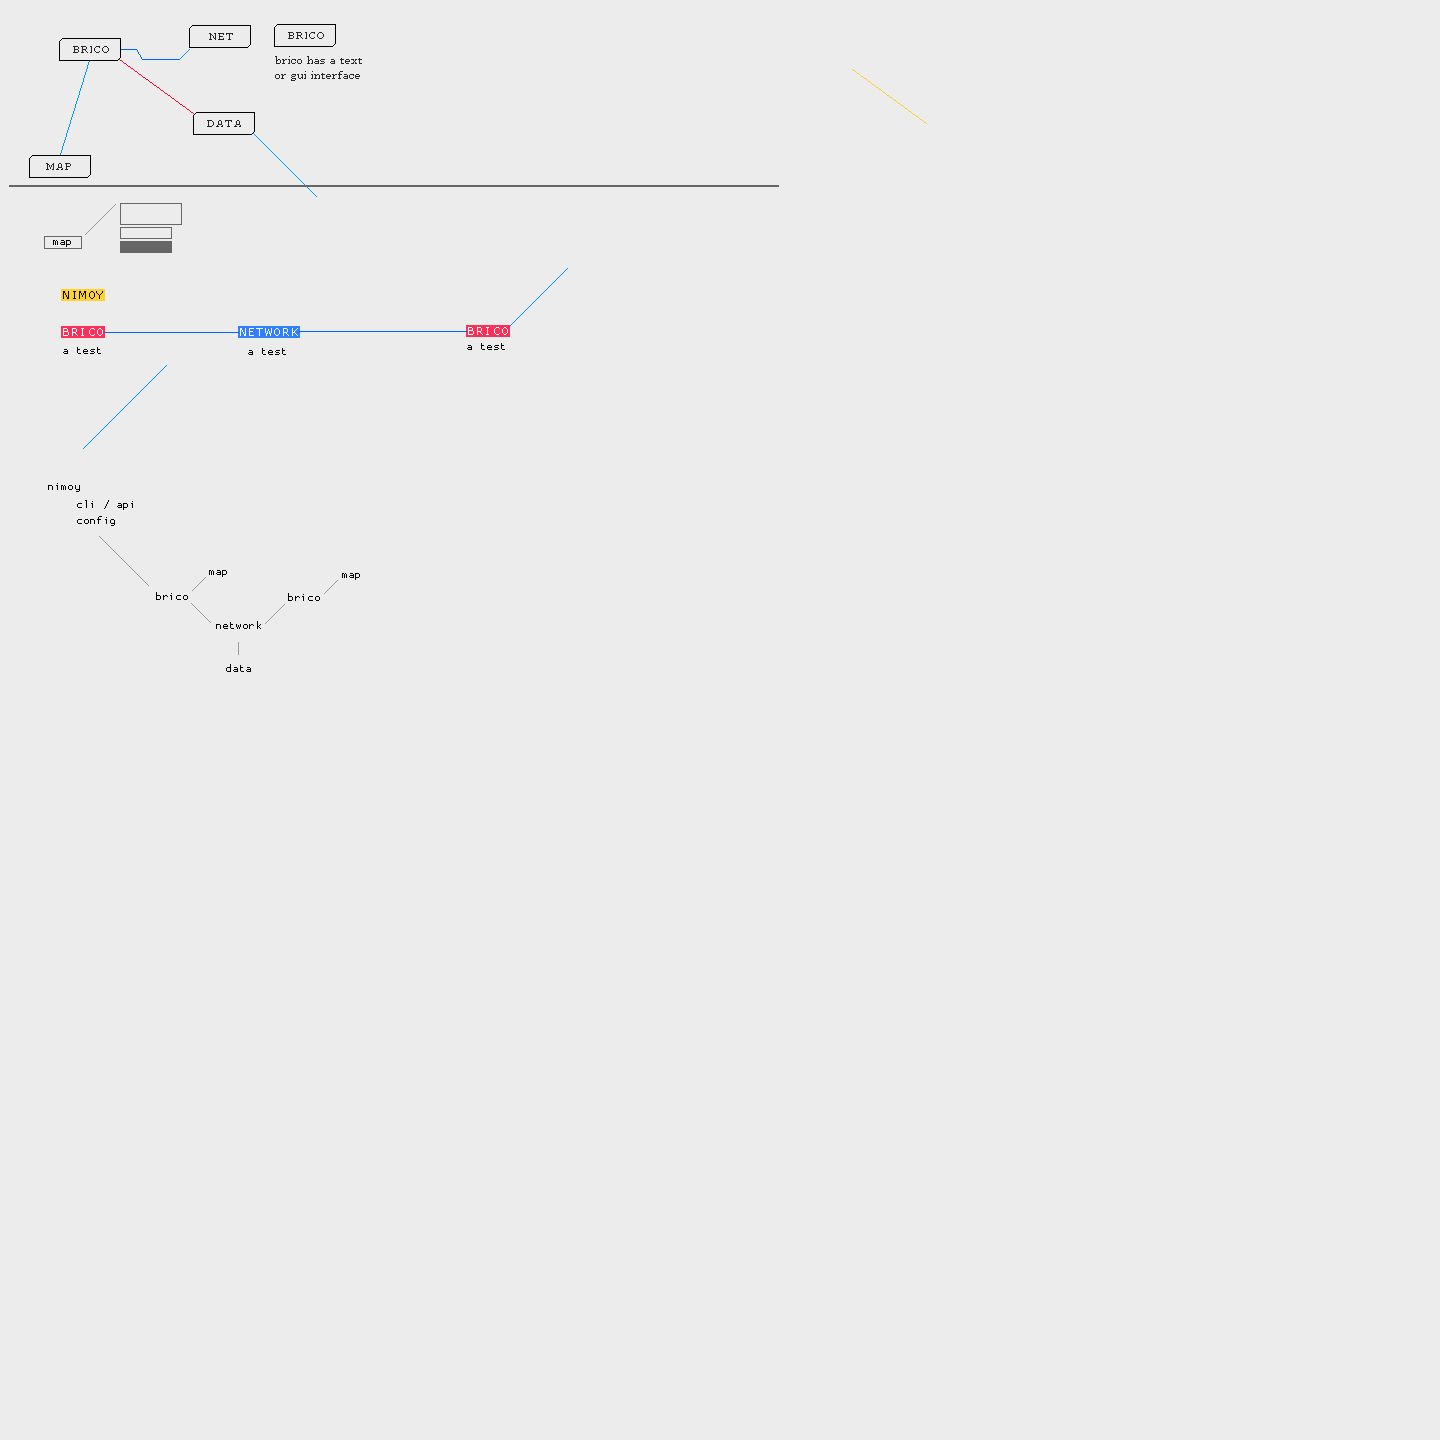 NET
BRICO
BRICO
brico has a text
or gui interface
DATA
MAP
map
NIMOY
BRICO
NETWORK
BRICO
a test
a test
a test
nimoy
cli / api
config
map
map
brico
brico
network
data